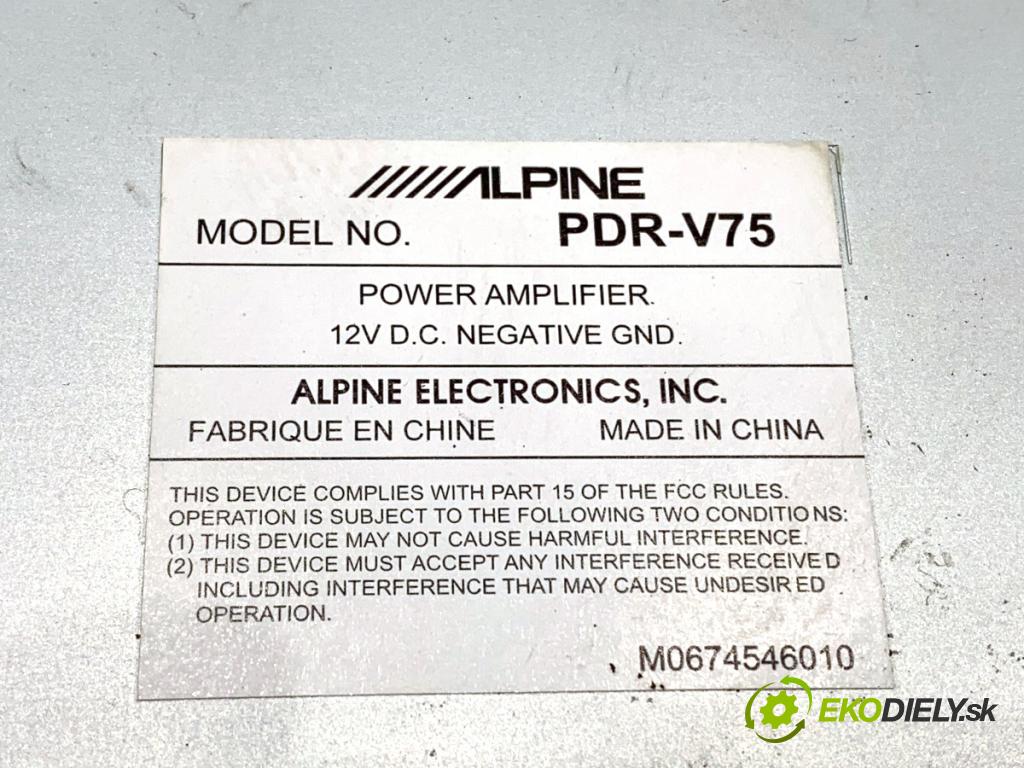 ALPINE
MODEL NO. PDR-V75
POWER AMPLIFIER.
12V D.C. NEGATIVE GND.
ALPINE ELECTRONICS, INC.
FABRIQUE EN CHINE MADE IN CHINA
THIS DEVICE COMPLIES WITH PART 15 OF THE FCC RULES.
OPERATION IS SUBJECT TO THE FOLLOWING TWO CONDITIONS:
(1) THIS DEVICE MAY NOT CAUSE HARMFUL INTERFERENCE.
(2) THIS DEVICE MUST ACCEPT ANY INTERFERENCE RECEIVED
INCLUDING INTERFERENCE THAT MAY CAUSE UNDESIRED
OPERATION.
M0674546010
EKODIELY.sk